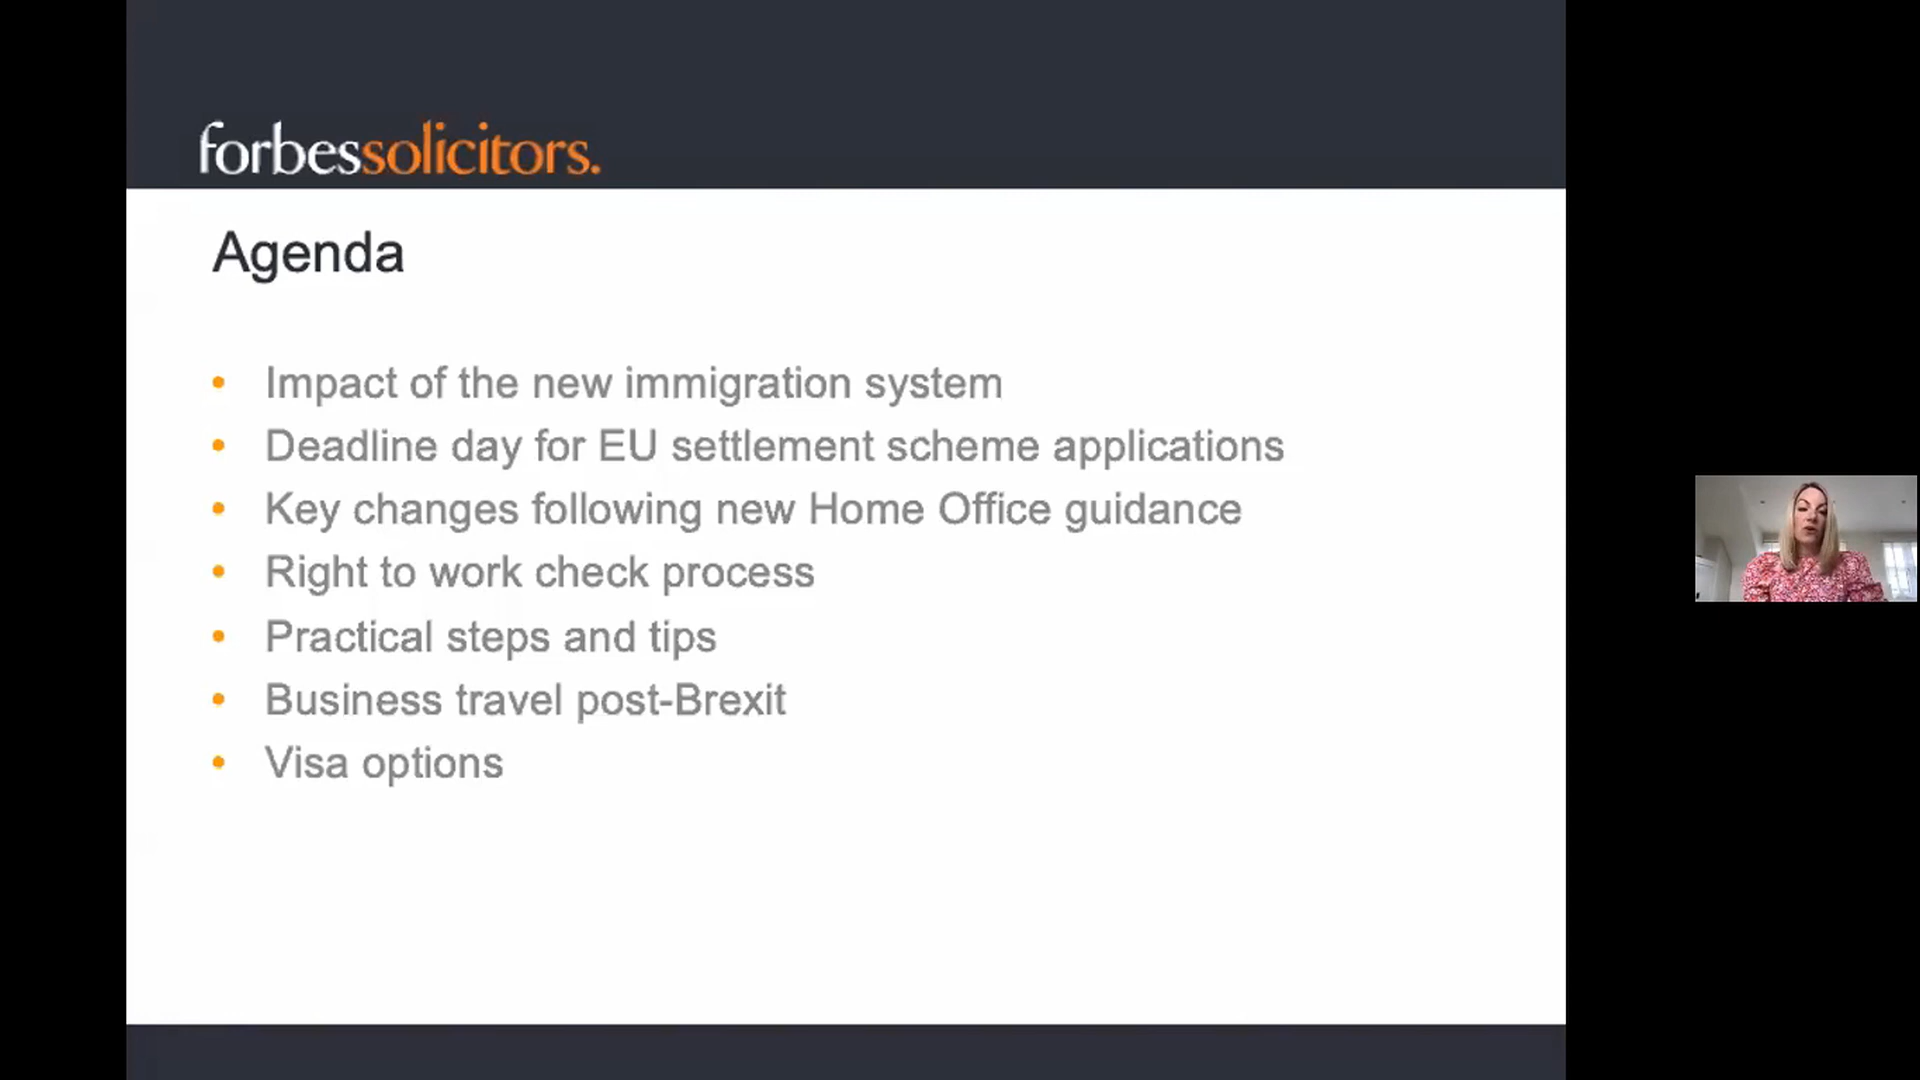 forbessolicitors.
Agenda
• Impact of the new immigration system
• Deadline day for EU settlement scheme applications
• Key changes following new Home Office guidance
• Right to work check process
• Practical steps and tips
• Business travel post-Brexit
• Visa options